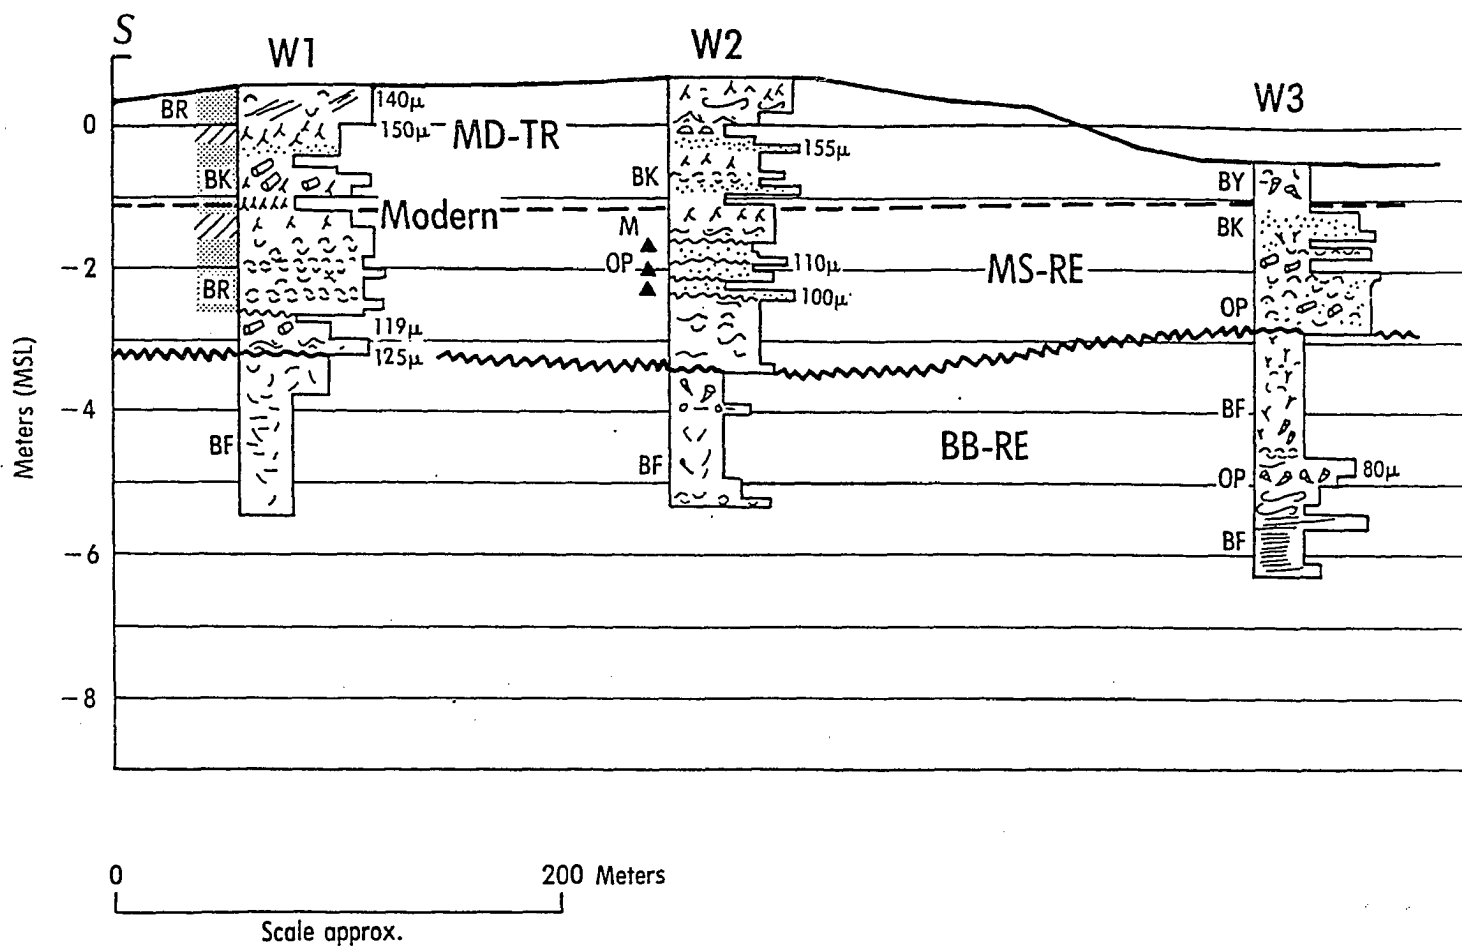 S
W1
W2
W3
BR
140μ
0
150μ
MD-TR
155μ
BK
BK
BY
Modern
M
BK
-2
OP
110μ
MS-RE
BR
100μ
OP
119μ
125μ
Meters (MSL)
-4
BF
BF
BB-RE
BF
OP
80μ
-6
BF
-8
0
200 Meters
Scale approx.